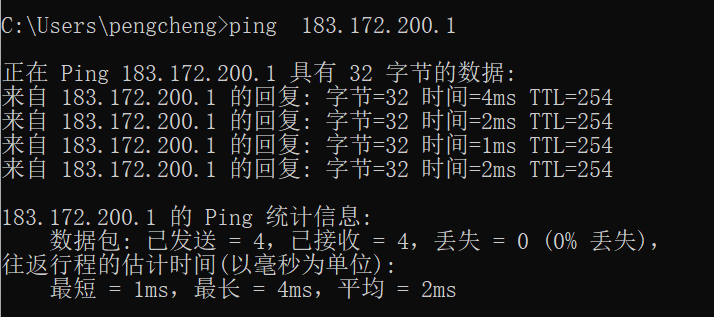 C:\Users\pengcheng>ping  183.172.200.1
正在 Ping 183.172.200.1 具有 32 字节的数据:
来自 183.172.200.1 的回复: 字节=32 时间=4ms TTL=254
来自 183.172.200.1 的回复: 字节=32 时间=2ms TTL=254
来自 183.172.200.1 的回复: 字节=32 时间=1ms TTL=254
来自 183.172.200.1 的回复: 字节=32 时间=2ms TTL=254
183.172.200.1 的 Ping 统计信息:
    数据包: 已发送 = 4，已接收 = 4，丢失 = 0 (0% 丢失)，
往返行程的估计时间(以毫秒为单位):
    最短 = 1ms，最长 = 4ms，平均 = 2ms